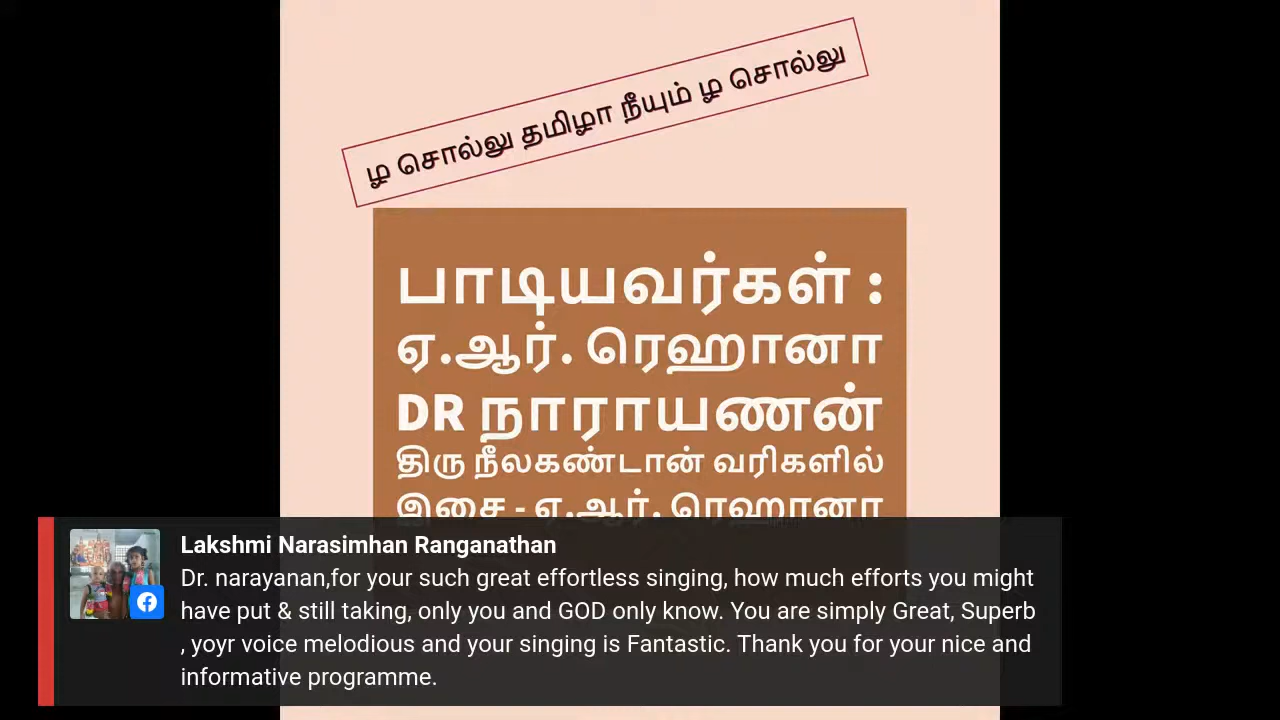 ழ சொல்லு தமிழா நீயும் ழ சொல்லு
பாடியவர்கள் :
ஏ.ஆர். ரெஹானா
DR நாராயணன்
திரு நீலகண்டான் வரிகளில்
இசை - ஏ.ஆர். ரெஹானா
Lakshmi Narasimhan Ranganathan
Dr. narayanan,for your such great effortless singing, how much efforts you might
have put & still taking, only you and GOD only know. You are simply Great, Superb
, yoyr voice melodious and your singing is Fantastic. Thank you for your nice and
informative programme.